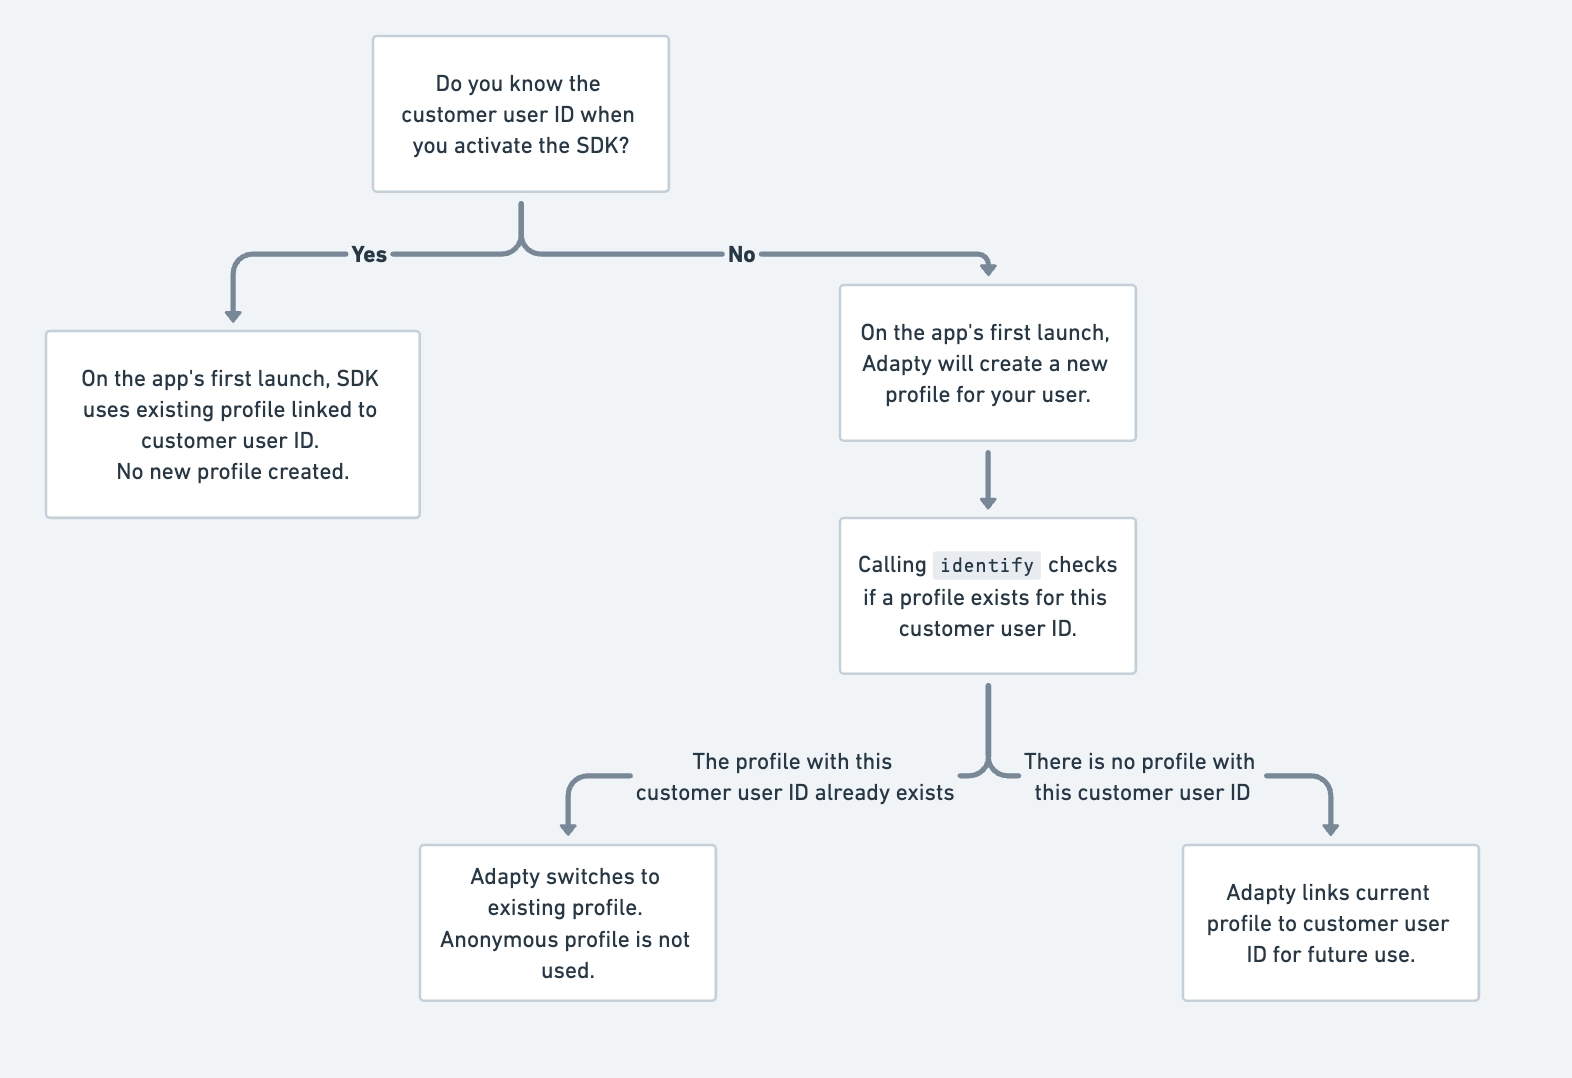 Do you know the
customer user ID when
you activate the SDK?
Yes
No
On the app's first launch, SDK
uses existing profile linked to
customer user ID.
No new profile created.
On the app's first launch,
Adapty will create a new
profile for your user.
Calling identify checks
if a profile exists for this
customer user ID.
The profile with this
customer user ID already exists
There is no profile with
this customer user ID
Adapty switches to
existing profile.
Anonymous profile is not
used.
Adapty links current
profile to customer user
ID for future use.